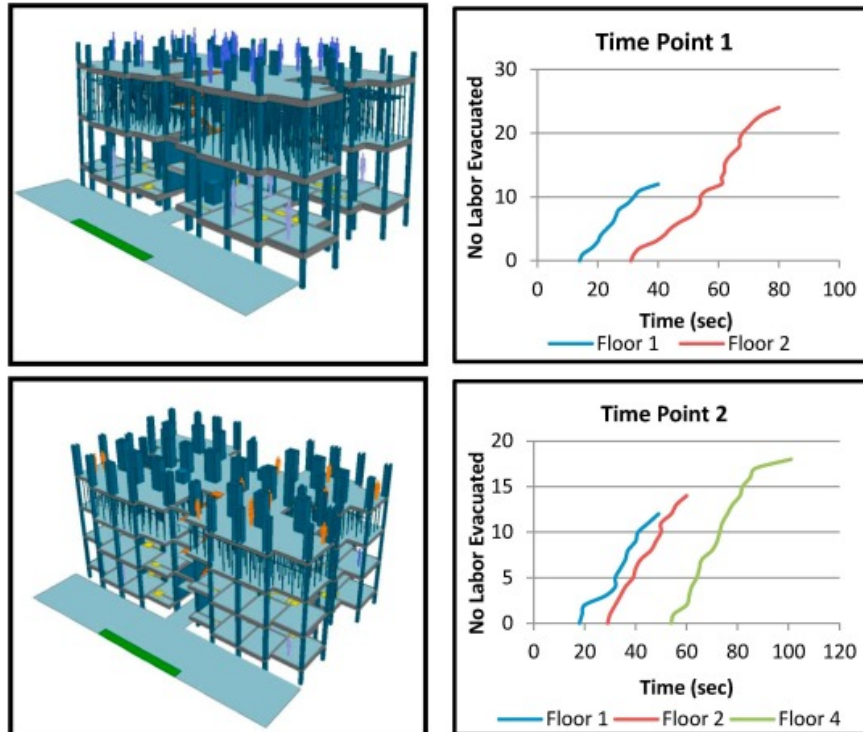 Time Point 1
No Labor Evacuated
30
20
10
0
0 20 40 60 80 100
Time (sec)
Floor 1 Floor 2
Time Point 2
No Labor Evacuated
20
15
10
5
0
0 20 40 60 80 100 120
Time (sec)
Floor 1 Floor 2 Floor 4